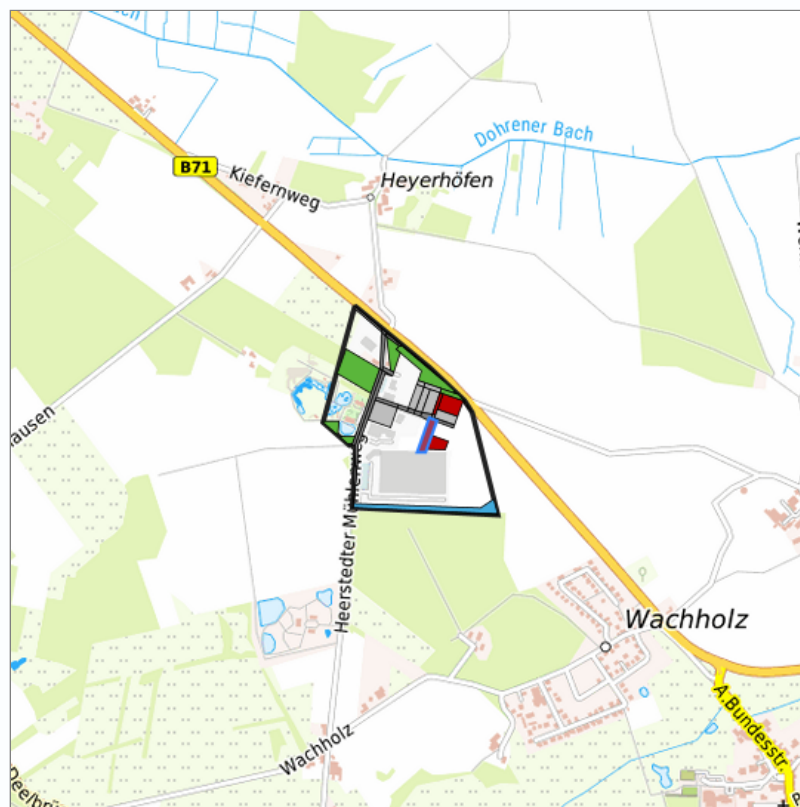 Dohrener Bach
B71
Kiefernweg
Heyerhöfen
Heerstedter Mühlenweg
Wachholz
Wachholz
A.Bundesstr.